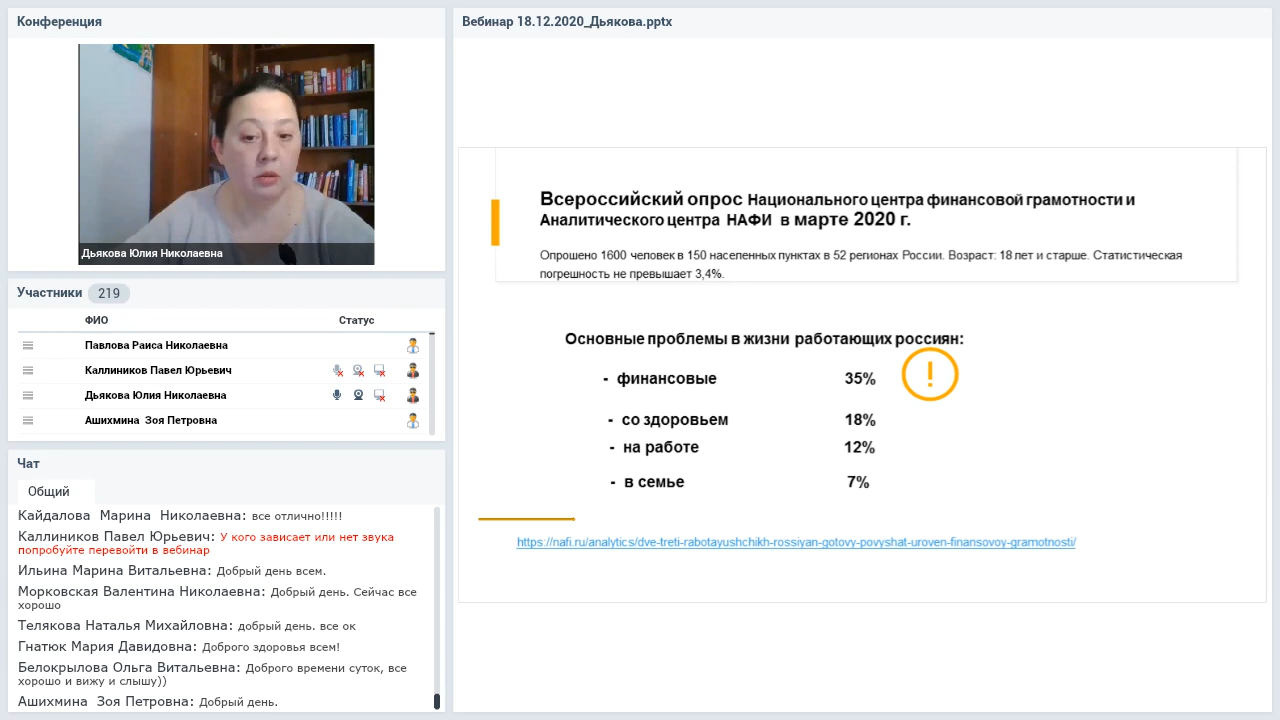 Конференция
Дьякова Юлия Николаевна
Участники 219
ФИО Статус
Павлова Раиса Николаевна
Каллиников Павел Юрьевич
Дьякова Юлия Николаевна
Ашихмина Зоя Петровна
Чат
Общий
Кайдалова Марина Николаевна: все отлично!!!!!
Каллиников Павел Юрьевич: У кого зависает или нет звука
попробуйте перевойти в вебинар
Ильина Марина Витальевна: Добрый день всем.
Морковская Валентина Николаевна: Добрый день. Сейчас все
хорошо
Телякова Наталья Михайловна: добрый день. все ок
Гнатюк Мария Давидовна: Доброго здоровья всем!
Белокрылова Ольга Витальевна: Доброго времени суток, все
хорошо и вижу и слышу))
Ашихмина Зоя Петровна: Добрый день.
Вебинар 18.12.2020_Дьякова.pptx
Всероссийский опрос Национального центра финансовой грамотности и
Аналитического центра НАФИ в марте 2020 г.
Опрошено 1600 человек в 150 населенных пунктах в 52 регионах России. Возраст: 18 лет и старше. Статистическая
погрешность не превышает 3,4%.
Основные проблемы в жизни работающих россиян:
- финансовые 35% !
- со здоровьем 18%
- на работе 12%
- в семье 7%
https://nafi.ru/analytics/dve-treti-rabotayushchikh-rossiyan-gotovy-povyshat-uroven-finansovoy-gramotnosti/